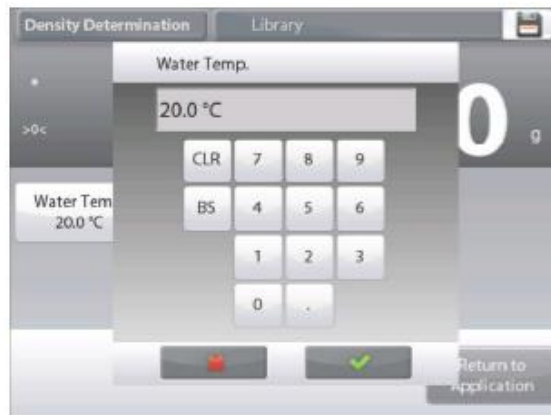 Density Determination
Library
Water Temp.
20.0 °C
>0<
0 g
CLR 7 8 9
Water Tem
20.0 °C
BS 4 5 6
1 2 3
0 .
Return to
Application